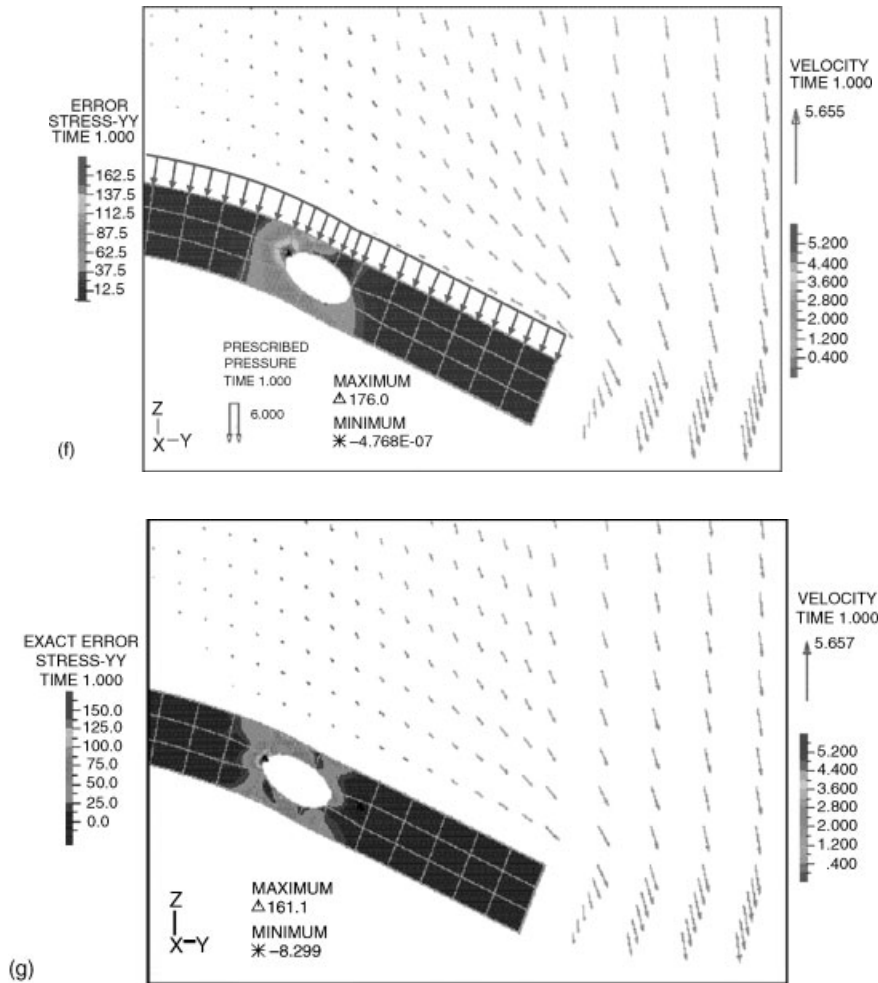 ERROR
STRESS-YY
TIME 1.000
162.5
137.5
112.5
87.5
62.5
37.5
12.5
VELOCITY
TIME 1.000
5.655
5.200
4.400
3.600
2.800
2.000
1.200
0.400
PRESCRIBED
PRESSURE
TIME 1.000
6.000
MAXIMUM
△ 176.0
MINIMUM
✳ −4.768E-07
Z
X−Y
(f)
EXACT ERROR
STRESS-YY
TIME 1.000
150.0
125.0
100.0
75.0
50.0
25.0
0.0
VELOCITY
TIME 1.000
5.657
5.200
4.400
3.600
2.800
2.000
1.200
.400
MAXIMUM
△ 161.1
MINIMUM
✳ −8.299
Z
X−Y
(g)